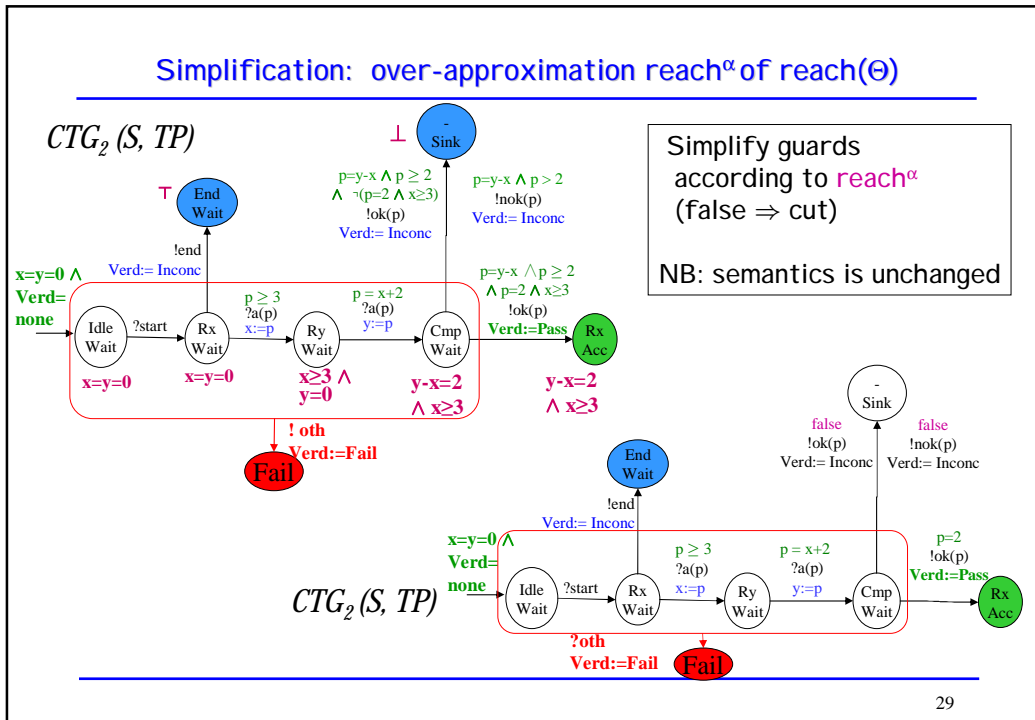 Simplification: over-approximation reachα of reach(Θ)
CTG2 (S, TP)
⊥
-
Sink
Simplify guards
according to reachα
(false ⇒ cut)
NB: semantics is unchanged
⊤
End
Wait
p=y-x ∧ p ≥ 2
∧ ¬(p=2 ∧ x≥3)
!ok(p)
Verd:= Inconc
p=y-x ∧ p > 2
!nok(p)
Verd:= Inconc
!end
Verd:= Inconc
x=y=0 ∧
Verd=
none
p=y-x ∧ p ≥ 2
∧ p=2 ∧ x≥3
!ok(p)
Verd:=Pass
Idle
Wait
?start
Rx
Wait
p ≥ 3
?a(p)
x:=p
Ry
Wait
p = x+2
?a(p)
y:=p
Cmp
Wait
Rx
Acc
x=y=0
x=y=0
x≥3 ∧
y=0
y-x=2
∧ x≥3
y-x=2
∧ x≥3
! oth
Verd:=Fail
Fail
-
Sink
false
!ok(p)
Verd:= Inconc
false
!nok(p)
Verd:= Inconc
End
Wait
!end
Verd:= Inconc
x=y=0 ∧
Verd=
none
CTG2 (S, TP)
Idle
Wait
?start
Rx
Wait
p ≥ 3
?a(p)
x:=p
Ry
Wait
p = x+2
?a(p)
y:=p
Cmp
Wait
p=2
!ok(p)
Verd:=Pass
Rx
Acc
?oth
Verd:=Fail
Fail
29